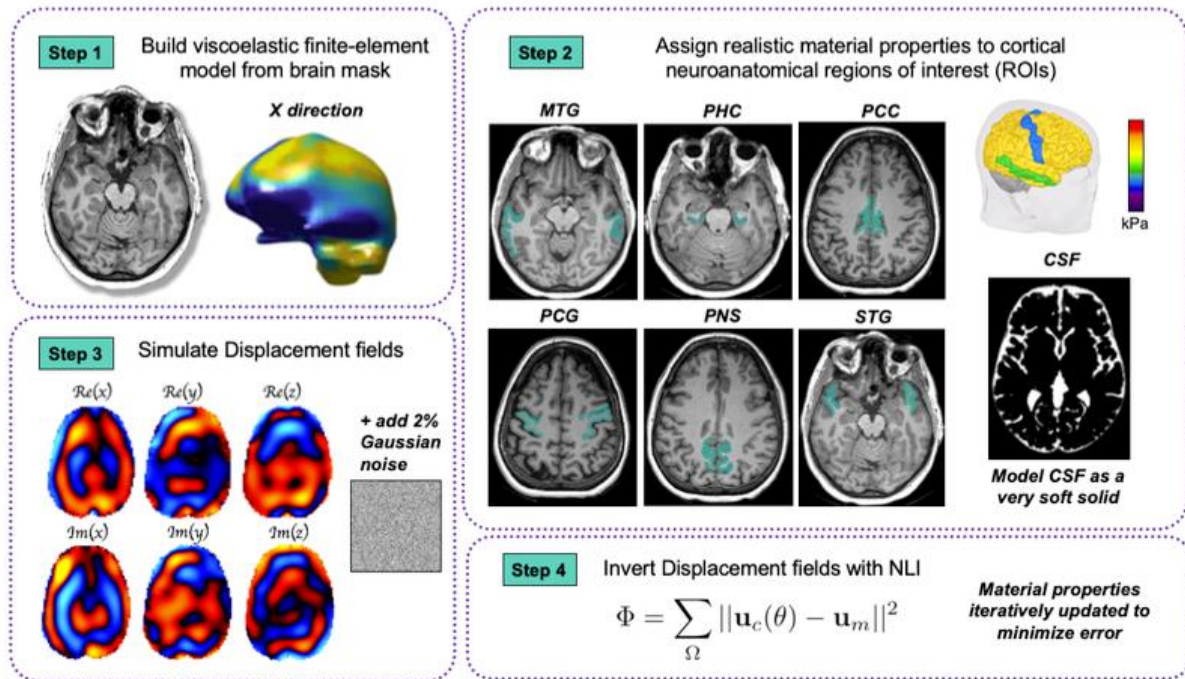 Step 1
Build viscoelastic finite-element
model from brain mask
X direction
Step 2
Assign realistic material properties to cortical
neuroanatomical regions of interest (ROIs)
MTG
PHC
PCC
kPa
CSF
PCG
PNS
STG
Model CSF as a
very soft solid
Step 3
Simulate Displacement fields
Re(x)
Re(y)
Re(z)
+ add 2%
Gaussian
noise
Im(x)
Im(y)
Im(z)
Step 4
Invert Displacement fields with NLI
Φ = ∑_Ω ||u_c(θ) − u_m||²
Material properties
iteratively updated to
minimize error